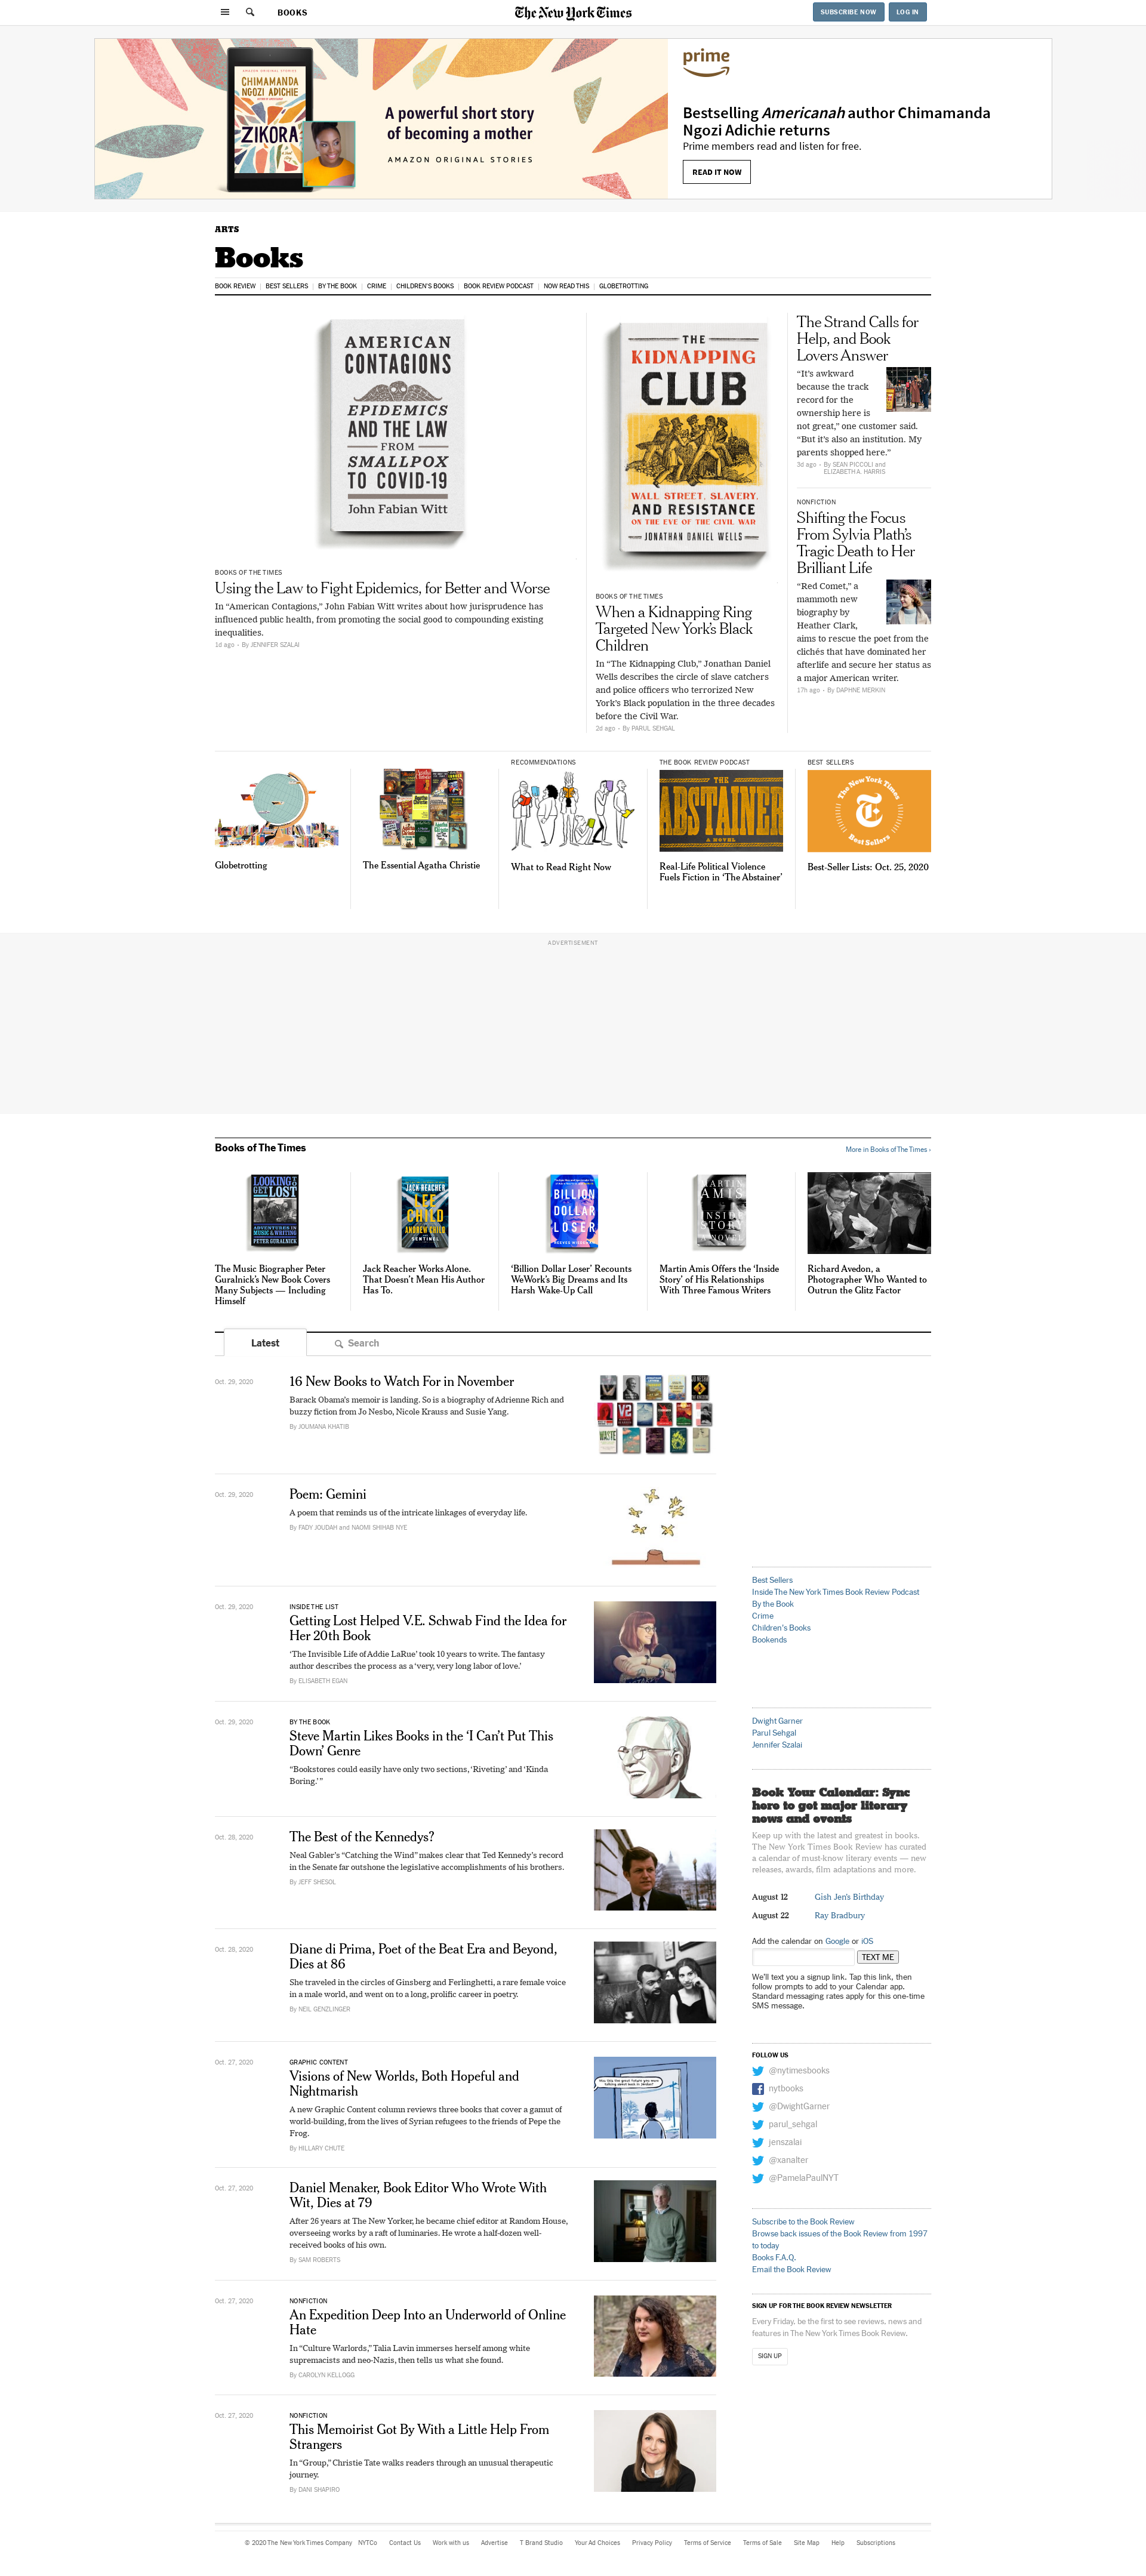 BOOKS
The New York Times
SUBSCRIBE NOW
LOG IN
AMAZON ORIGINAL STORIES
CHIMAMANDA
NGOZI ADICHIE
ZIKORA
A powerful short story
of becoming a mother
AMAZON ORIGINAL STORIES
prime
Bestselling Americanah author Chimamanda
Ngozi Adichie returns
Prime members read and listen for free.
READ IT NOW
ARTS
Books
BOOK REVIEW
BEST SELLERS
BY THE BOOK
CRIME
CHILDREN'S BOOKS
BOOK REVIEW PODCAST
NOW READ THIS
GLOBETROTTING
AMERICAN
CONTAGIONS
EPIDEMICS
AND THE LAW
FROM
SMALLPOX
TO COVID-19
John Fabian Witt
BOOKS OF THE TIMES
Using the Law to Fight Epidemics, for Better and Worse
In “American Contagions,” John Fabian Witt writes about how jurisprudence has
influenced public health, from promoting the social good to compounding existing
inequalities.
1d ago - By JENNIFER SZALAI
THE
KIDNAPPING
CLUB
WALL STREET, SLAVERY,
AND RESISTANCE
ON THE EVE OF THE CIVIL WAR
JONATHAN DANIEL WELLS
BOOKS OF THE TIMES
When a Kidnapping Ring
Targeted New York’s Black
Children
In “The Kidnapping Club,” Jonathan Daniel
Wells describes the circle of slave catchers
and police officers who terrorized New
York’s Black population in the three decades
before the Civil War.
2d ago - By PARUL SEHGAL
The Strand Calls for
Help, and Book
Lovers Answer
“It’s awkward
because the track
record for the
ownership here is
not great,” one customer said.
“But it’s also an institution. My
parents shopped here.”
3d ago - By SEAN PICCOLI and
ELIZABETH A. HARRIS
NONFICTION
Shifting the Focus
From Sylvia Plath’s
Tragic Death to Her
Brilliant Life
“Red Comet,” a
mammoth new
biography by
Heather Clark,
aims to rescue the poet from the
clichés that have dominated her
afterlife and secure her status as
a major American writer.
17h ago - By DAPHNE MERKIN
Globetrotting
The Essential Agatha Christie
RECOMMENDATIONS
What to Read Right Now
THE BOOK REVIEW PODCAST
THE
ABSTAINER
A NOVEL
Real-Life Political Violence
Fuels Fiction in ‘The Abstainer’
BEST SELLERS
The New York Times
Best Sellers
Best-Seller Lists: Oct. 25, 2020
ADVERTISEMENT
Books of The Times
More in Books of The Times ›
LOOKING TO
GET LOST
ADVENTURES IN
MUSIC & WRITING
PETER GURALNICK
The Music Biographer Peter
Guralnick’s New Book Covers
Many Subjects — Including
Himself
JACK REACHER
LEE
CHILD
ANDREW CHILD
SENTINEL
Jack Reacher Works Alone.
That Doesn’t Mean His Author
Has To.
BILLION
DOLLAR
LOSER
REEVES WIEDEMAN
‘Billion Dollar Loser’ Recounts
WeWork’s Big Dreams and Its
Harsh Wake-Up Call
MARTIN
AMIS
INSIDE
STORY
A NOVEL
Martin Amis Offers the ‘Inside
Story’ of His Relationships
With Three Famous Writers
Richard Avedon, a
Photographer Who Wanted to
Outrun the Glitz Factor
Latest
Search
Oct. 29, 2020
16 New Books to Watch For in November
Barack Obama’s memoir is landing. So is a biography of Adrienne Rich and
buzzy fiction from Jo Nesbo, Nicole Krauss and Susie Yang.
By JOUMANA KHATIB
Oct. 29, 2020
Poem: Gemini
A poem that reminds us of the intricate linkages of everyday life.
By FADY JOUDAH and NAOMI SHIHAB NYE
Oct. 29, 2020
INSIDE THE LIST
Getting Lost Helped V.E. Schwab Find the Idea for
Her 20th Book
‘The Invisible Life of Addie LaRue’ took 10 years to write. The fantasy
author describes the process as a ‘very, very long labor of love.’
By ELISABETH EGAN
Oct. 29, 2020
BY THE BOOK
Steve Martin Likes Books in the ‘I Can’t Put This
Down’ Genre
“Bookstores could easily have only two sections, ‘Riveting’ and ‘Kinda
Boring.’ ”
Oct. 28, 2020
The Best of the Kennedys?
Neal Gabler’s “Catching the Wind” makes clear that Ted Kennedy’s record
in the Senate far outshone the legislative accomplishments of his brothers.
By JEFF SHESOL
Oct. 28, 2020
Diane di Prima, Poet of the Beat Era and Beyond,
Dies at 86
She traveled in the circles of Ginsberg and Ferlinghetti, a rare female voice
in a male world, and went on to a long, prolific career in poetry.
By NEIL GENZLINGER
Oct. 27, 2020
GRAPHIC CONTENT
Visions of New Worlds, Both Hopeful and
Nightmarish
A new Graphic Content column reviews three books that cover a gamut of
world-building, from the lives of Syrian refugees to the friends of Pepe the
Frog.
By HILLARY CHUTE
Oct. 27, 2020
Daniel Menaker, Book Editor Who Wrote With
Wit, Dies at 79
After 26 years at The New Yorker, he became chief editor at Random House,
overseeing works by a raft of luminaries. He wrote a half-dozen well-
received books of his own.
By SAM ROBERTS
Oct. 27, 2020
NONFICTION
An Expedition Deep Into an Underworld of Online
Hate
In “Culture Warlords,” Talia Lavin immerses herself among white
supremacists and neo-Nazis, then tells us what she found.
By CAROLYN KELLOGG
Oct. 27, 2020
NONFICTION
This Memoirist Got By With a Little Help From
Strangers
In “Group,” Christie Tate walks readers through an unusual therapeutic
journey.
By DANI SHAPIRO
Best Sellers
Inside The New York Times Book Review Podcast
By the Book
Crime
Children's Books
Bookends
Dwight Garner
Parul Sehgal
Jennifer Szalai
Book Your Calendar: Sync
here to get major literary
news and events
Keep up with the latest and greatest in books.
The New York Times Book Review has curated
a calendar of must-know literary events — new
releases, awards, film adaptations and more.
August 12 Gish Jen's Birthday
August 22 Ray Bradbury
Add the calendar on Google or iOS
TEXT ME
We'll text you a signup link. Tap this link, then
follow prompts to add to your Calendar app.
Standard messaging rates apply for this one-time
SMS message.
FOLLOW US
@nytimesbooks
nytbooks
@DwightGarner
parul_sehgal
jenszalai
@xanalter
@PamelaPaulNYT
Subscribe to the Book Review
Browse back issues of the Book Review from 1997
to today
Books F.A.Q.
Email the Book Review
SIGN UP FOR THE BOOK REVIEW NEWSLETTER
Every Friday, be the first to see reviews, news and
features in The New York Times Book Review.
SIGN UP
© 2020 The New York Times Company
NYTCo
Contact Us
Work with us
Advertise
T Brand Studio
Your Ad Choices
Privacy Policy
Terms of Service
Terms of Sale
Site Map
Help
Subscriptions